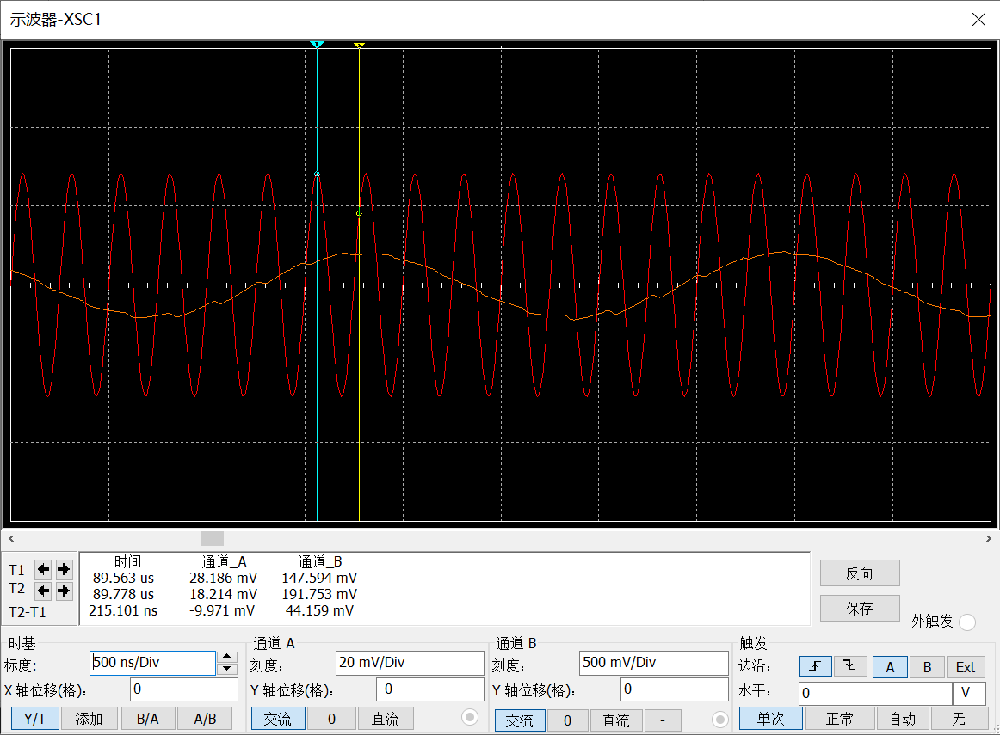 示波器-XSC1
1
2
时间 通道_A 通道_B
T1 89.563 us 28.186 mV 147.594 mV
T2 89.778 us 18.214 mV 191.753 mV
T2-T1 215.101 ns -9.971 mV 44.159 mV
反向
保存
外触发
时基
标度: 500 ns/Div
X 轴位移(格): 0
Y/T 添加 B/A A/B
通道 A
刻度: 20 mV/Div
Y 轴位移(格): -0
交流 0 直流
通道 B
刻度: 500 mV/Div
Y 轴位移(格): 0
交流 0 直流 -
触发
边沿: A B Ext
水平: 0 V
单次 正常 自动 无